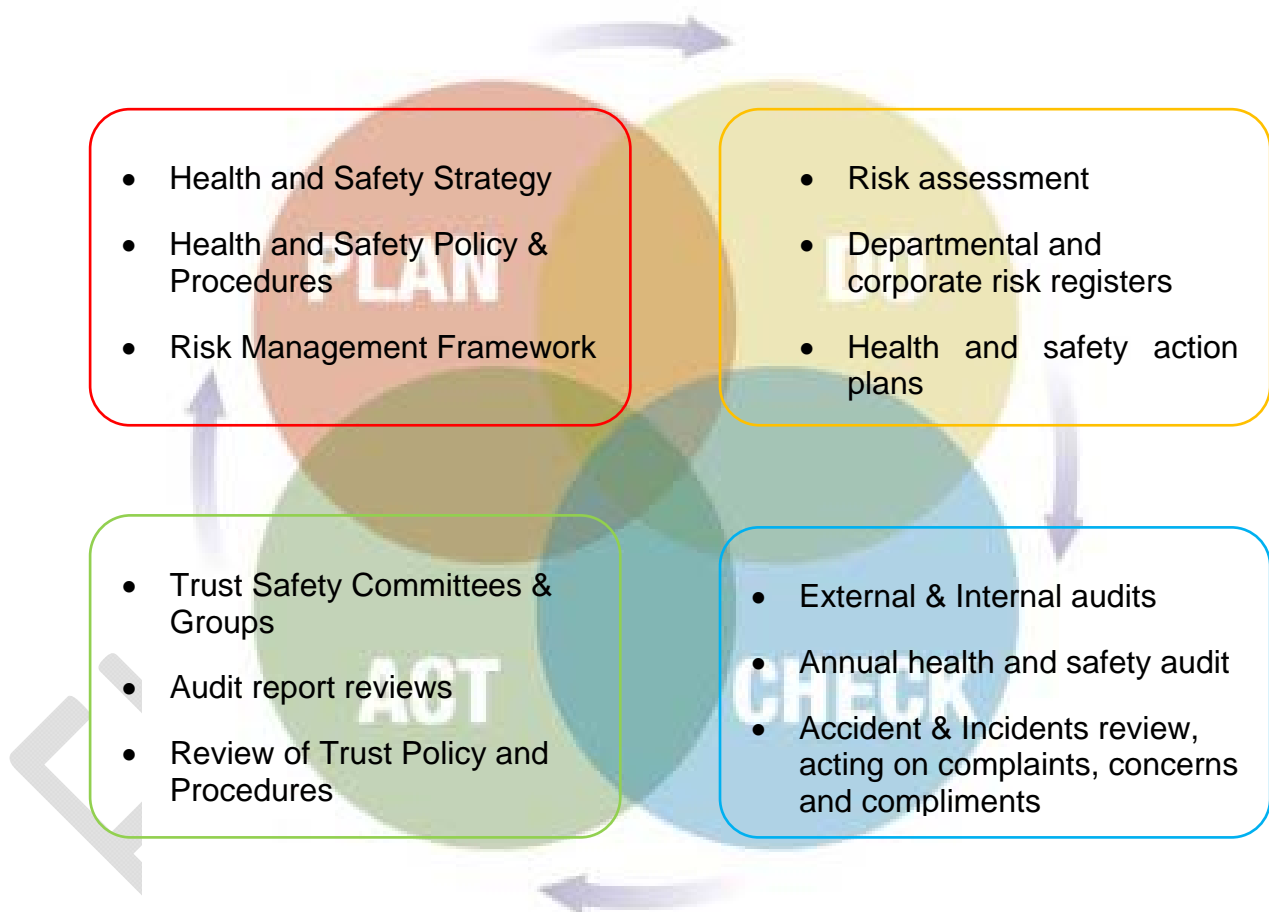 PLAN
• Health and Safety Strategy
• Health and Safety Policy &
Procedures
• Risk Management Framework
DO
• Risk assessment
• Departmental and
corporate risk registers
• Health and safety action
plans
ACT
• Trust Safety Committees &
Groups
• Audit report reviews
• Review of Trust Policy and
Procedures
CHECK
• External & Internal audits
• Annual health and safety audit
• Accident & Incidents review,
acting on complaints, concerns
and compliments